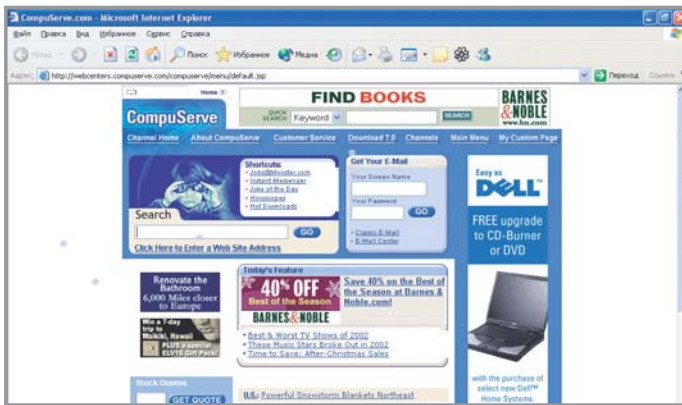 CompuServe.com - Microsoft Internet Explorer
Файл Правка Вид Избранное Сервис Справка
Назад Поиск Избранное Медиа
Адрес: http://webcenters.compuserve.com/compuserve/menu/default.jsp Переход Ссылки
Home
FIND BOOKS
QUICK SEARCH Keyword SEARCH
BARNES
&NOBLE
www.bn.com
CompuServe
Channel Home About CompuServe Customer Service Download 7.0 Channels Main Menu My Custom Page
Shortcuts:
Jobs@Monster.com
Instant Messenger
Joke of the Day
Horoscopes
Hot Downloads
Search
GO
Click Here to Enter a Web Site Address
Get Your E-Mail
Your Screen Name
Your Password
GO
Classic E-Mail
E-Mail Center
Easy as
DELL
FREE upgrade
to CD-Burner
or DVD
with the purchase of
select new Dell™
Home Systems.
Renovate the
Bathroom
6,000 Miles closer
to Europe
Win a 7-day
trip to
Waikiki, Hawaii
PLUS a special
ELVIS Gift Pack!
Today's Feature
40% OFF
Best of the Season
BARNES&NOBLE
Save 40% on the Best of
the Season at Barnes &
Noble.com!
Best & Worst TV Shows of 2002
These Music Stars Broke Out in 2002
Time to Save: After-Christmas Sales
Stock Quotes
GET QUOTE
U.S.: Powerful Snowstorm Blankets Northeast